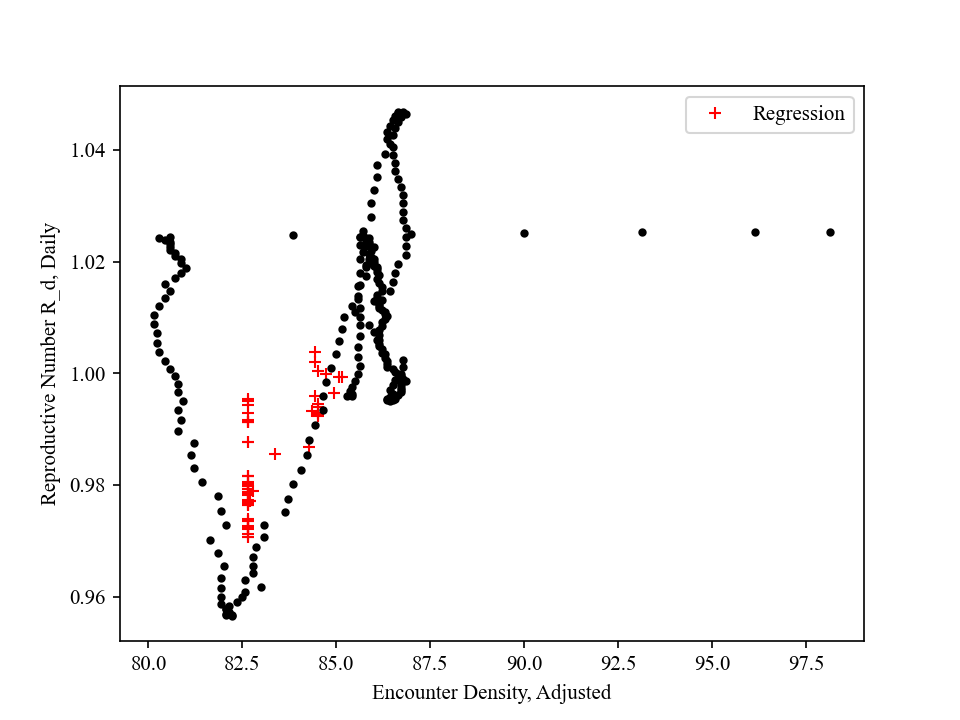 Regression
1.04
1.02
1.00
0.98
0.96
Reproductive Number R_d, Daily
80.0 82.5 85.0 87.5 90.0 92.5 95.0 97.5
Encounter Density, Adjusted